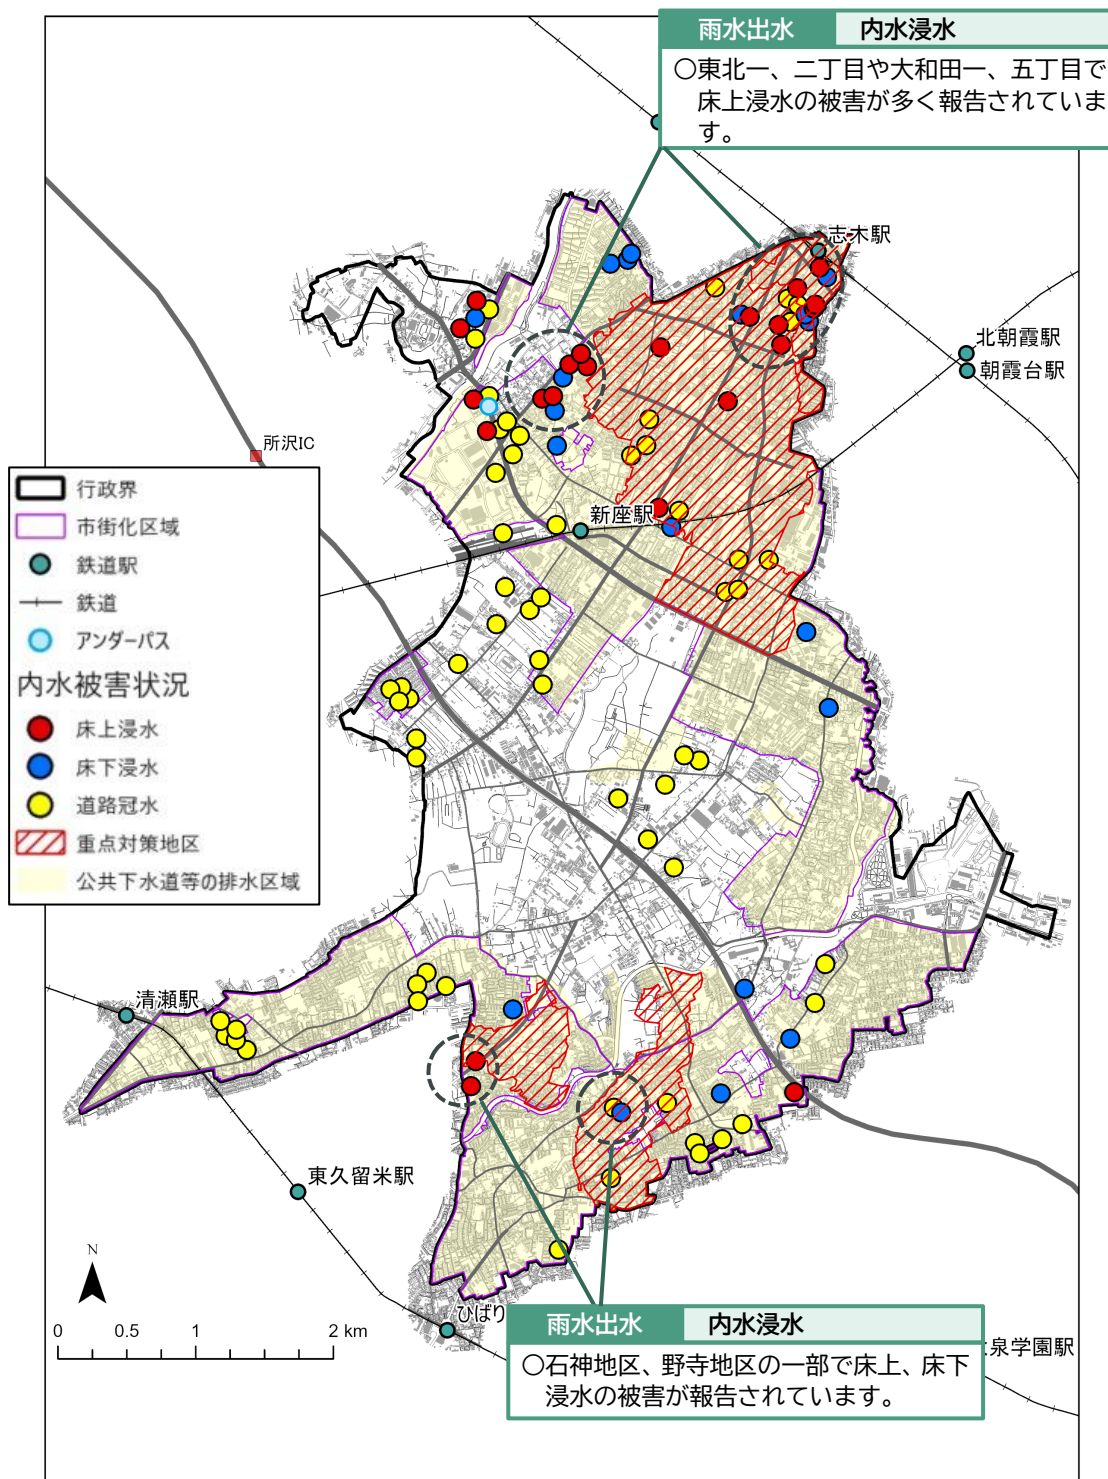 雨水出水 内水浸水
○東北一、二丁目や大和田一、五丁目で
床上浸水の被害が多く報告されていま
す。
志木駅
北朝霞駅
朝霞台駅
所沢IC
行政界
市街化区域
鉄道駅
鉄道
アンダーパス
内水被害状況
床上浸水
床下浸水
道路冠水
重点対策地区
公共下水道等の排水区域
新座駅
清瀬駅
東久留米駅
N
0 0.5 1 2 km
ひばり
雨水出水 内水浸水
○石神地区、野寺地区の一部で床上、床下
浸水の被害が報告されています。
泉学園駅